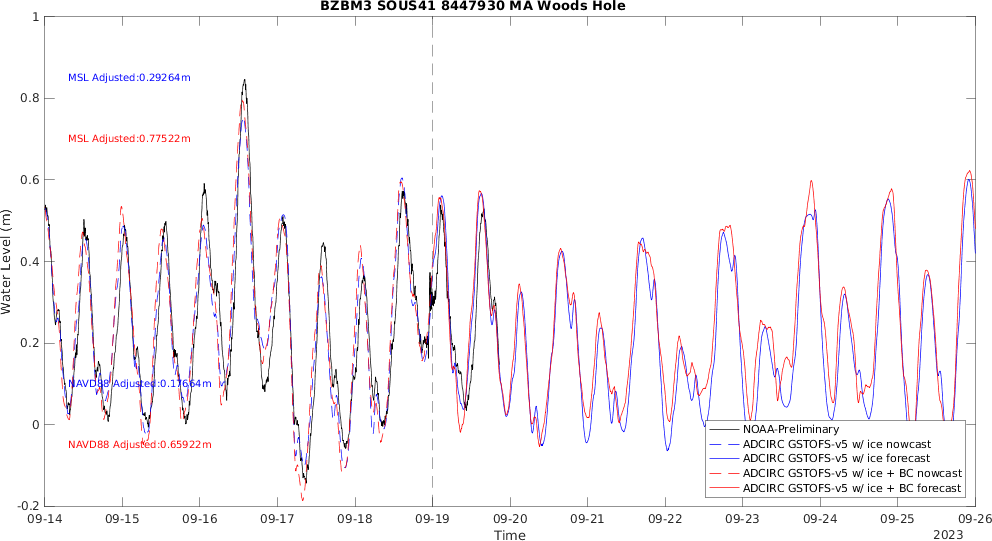 BZBM3 SOUS41 8447930 MA Woods Hole
1
0.8
0.6
0.4
0.2
0
-0.2
Water Level (m)
MSL Adjusted:0.29264m
MSL Adjusted:0.77522m
NAVD88 Adjusted:0.17664m
NAVD88 Adjusted:0.65922m
NOAA-Preliminary
ADCIRC GSTOFS-v5 w/ ice nowcast
ADCIRC GSTOFS-v5 w/ ice forecast
ADCIRC GSTOFS-v5 w/ ice + BC nowcast
ADCIRC GSTOFS-v5 w/ ice + BC forecast
09-14 09-15 09-16 09-17 09-18 09-19 09-20 09-21 09-22 09-23 09-24 09-25 09-26
Time
2023